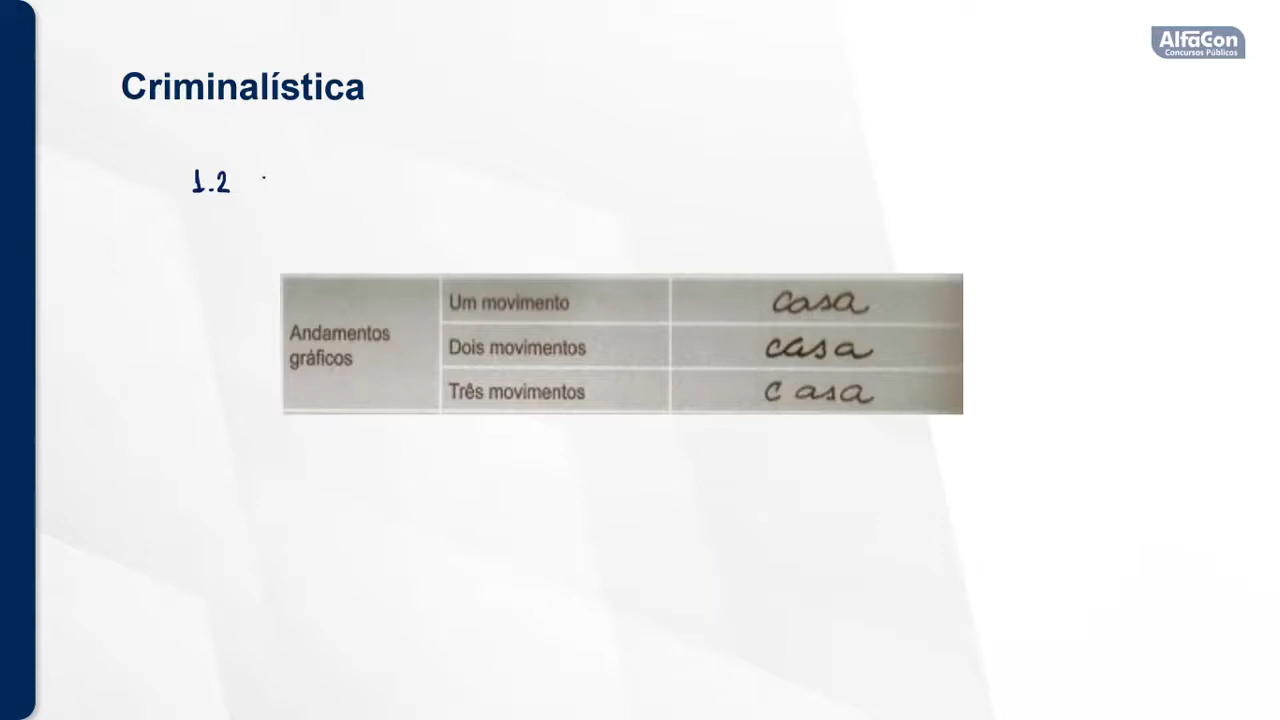 AlfaCon
Concursos Públicos
Criminalística
1.2
Andamentos
gráficos
Um movimento
casa
Dois movimentos
casa
Três movimentos
c asa